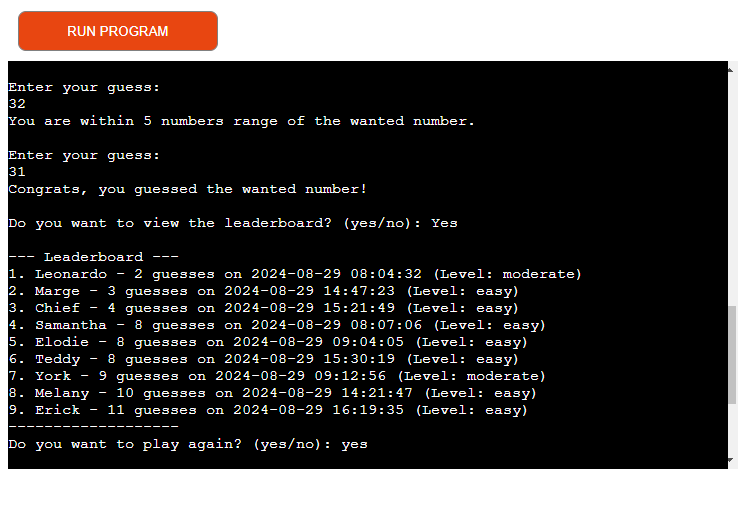 RUN PROGRAM
Enter your guess:
32
You are within 5 numbers range of the wanted number.
Enter your guess:
31
Congrats, you guessed the wanted number!
Do you want to view the leaderboard? (yes/no): Yes
--- Leaderboard ---
1. Leonardo - 2 guesses on 2024-08-29 08:04:32 (Level: moderate)
2. Marge - 3 guesses on 2024-08-29 14:47:23 (Level: easy)
3. Chief - 4 guesses on 2024-08-29 15:21:49 (Level: easy)
4. Samantha - 8 guesses on 2024-08-29 08:07:06 (Level: easy)
5. Elodie - 8 guesses on 2024-08-29 09:04:05 (Level: easy)
6. Teddy - 8 guesses on 2024-08-29 15:30:19 (Level: easy)
7. York - 9 guesses on 2024-08-29 09:12:56 (Level: moderate)
8. Melany - 10 guesses on 2024-08-29 14:21:47 (Level: easy)
9. Erick - 11 guesses on 2024-08-29 16:19:35 (Level: easy)
-------------------
Do you want to play again? (yes/no): yes